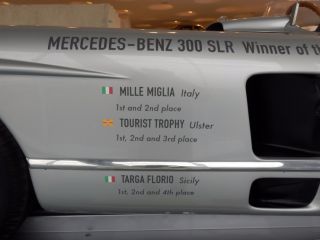 MERCEDES-BENZ 300 SLR Winner of the
MILLE MIGLIA Italy
1st and 2nd place
TOURIST TROPHY Ulster
1st, 2nd and 3rd place
TARGA FLORIO Sicily
1st, 2nd and 4th place